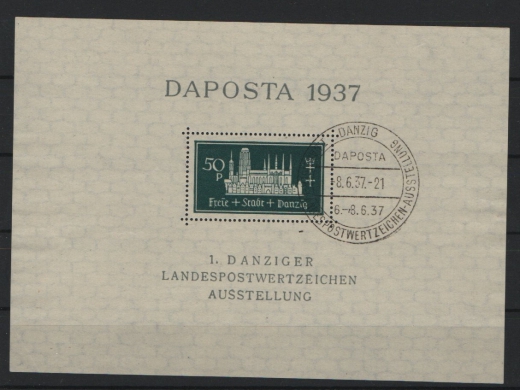 DAPOSTA 1937
50
P
Freie + Stadt + Danzig
DANZIG
DAPOSTA
8.6.37.-21
6.-8.6.37
POSTWERTZEICHEN-AUSSTELLUNG
1. DANZIGER
LANDESPOSTWERTZEICHEN
AUSSTELLUNG